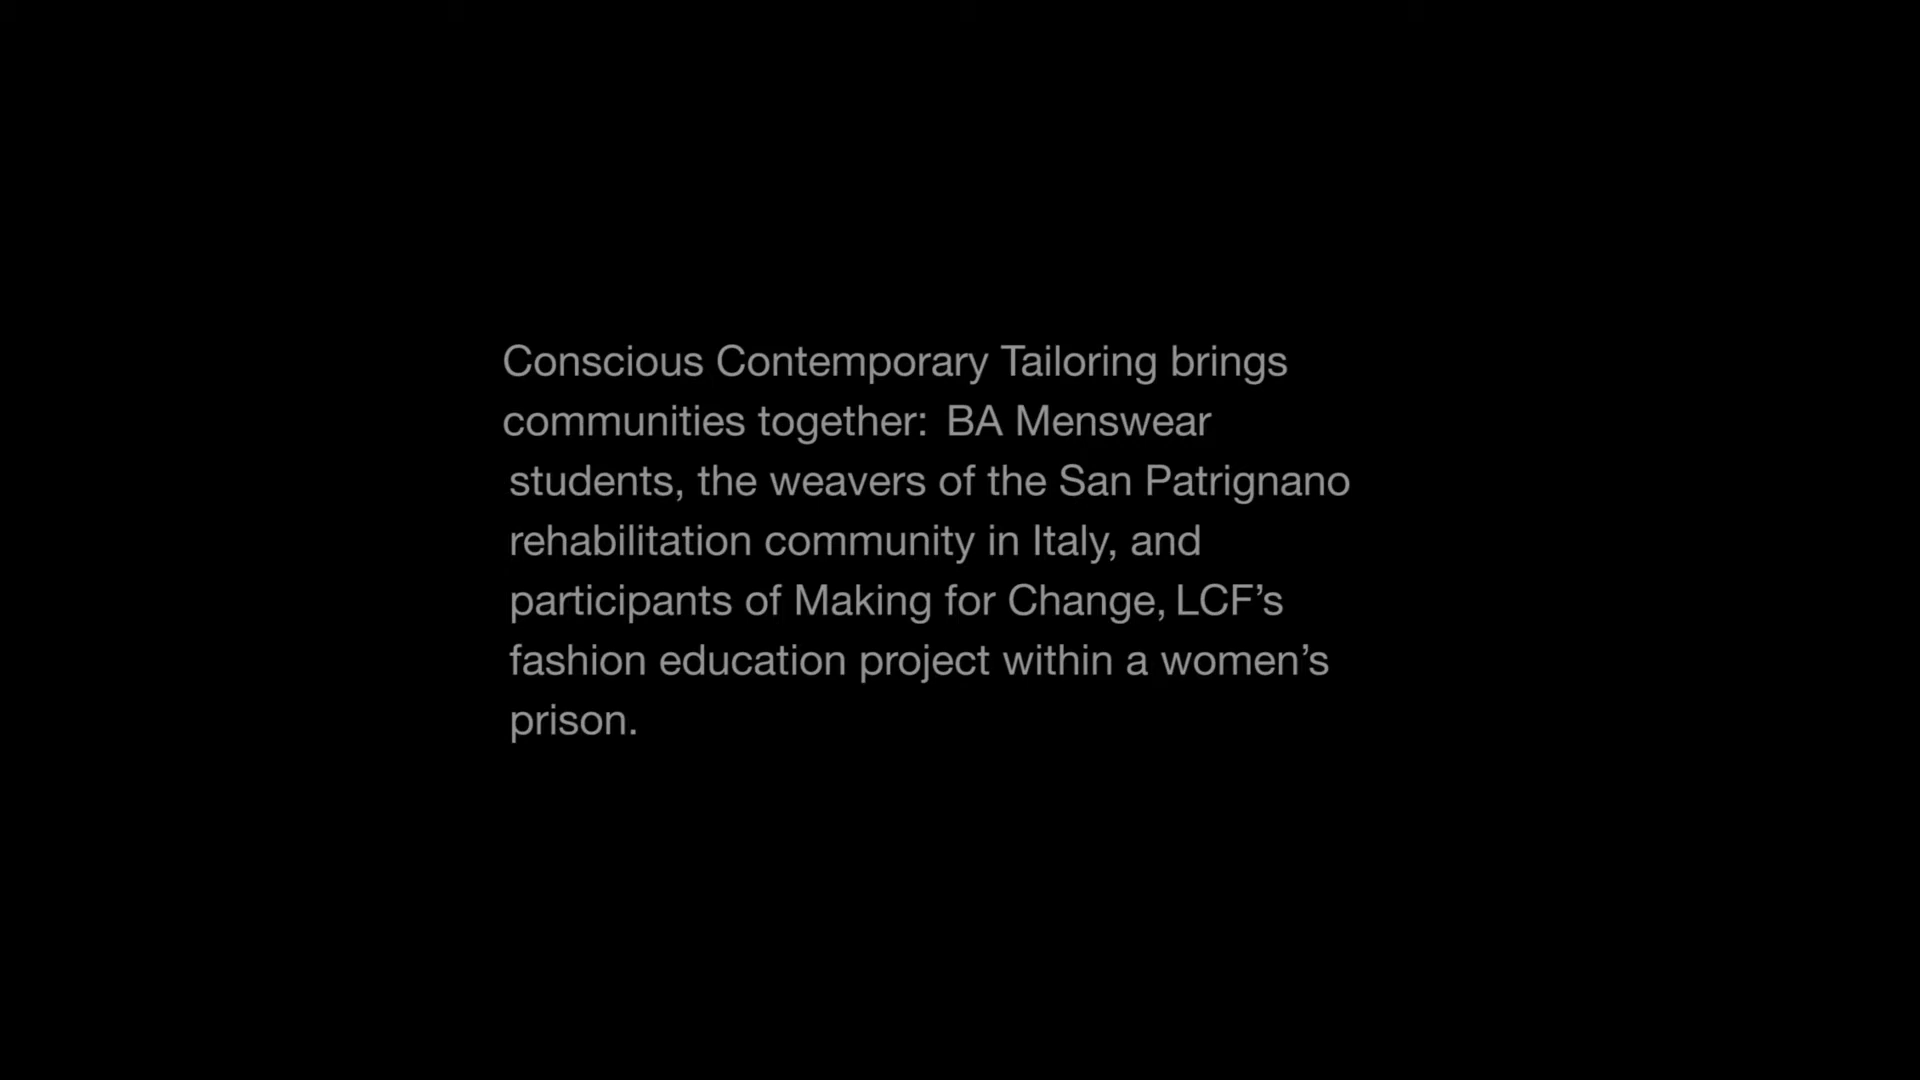 Conscious Contemporary Tailoring brings
communities together: BA Menswear
students, the weavers of the San Patrignano
rehabilitation community in Italy, and
participants of Making for Change, LCF’s
fashion education project within a women’s
prison.